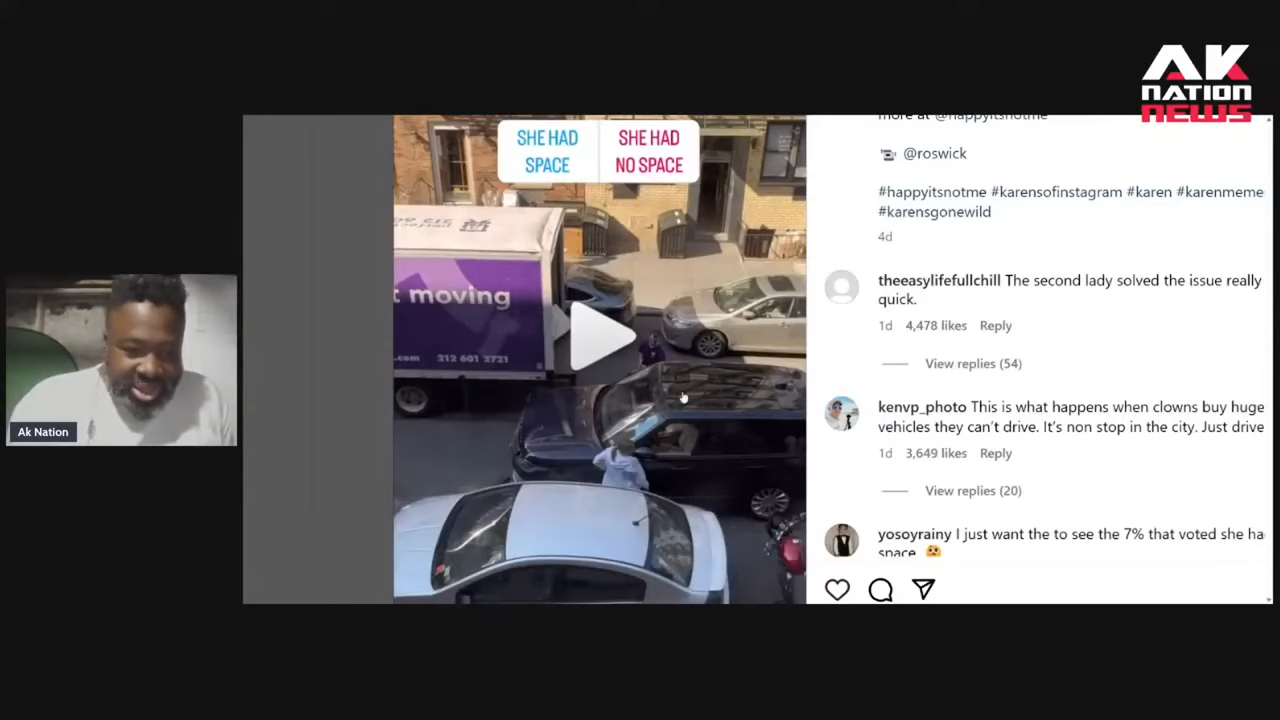 AK
NATION
NEWS
SHE HAD
SPACE
SHE HAD
NO SPACE
moving
.com 212 601 2721
Ak Nation
more at @happyitsnotme
@roswick
#happyitsnotme #karensofinstagram #karen #karenmeme
#karensgonewild
4d
theeasylifefullchill The second lady solved the issue really
quick.
1d 4,478 likes Reply
View replies (54)
kenvp_photo This is what happens when clowns buy huge
vehicles they can't drive. It's non stop in the city. Just drive
1d 3,649 likes Reply
View replies (20)
yosoyrainy I just want the to see the 7% that voted she ha
space